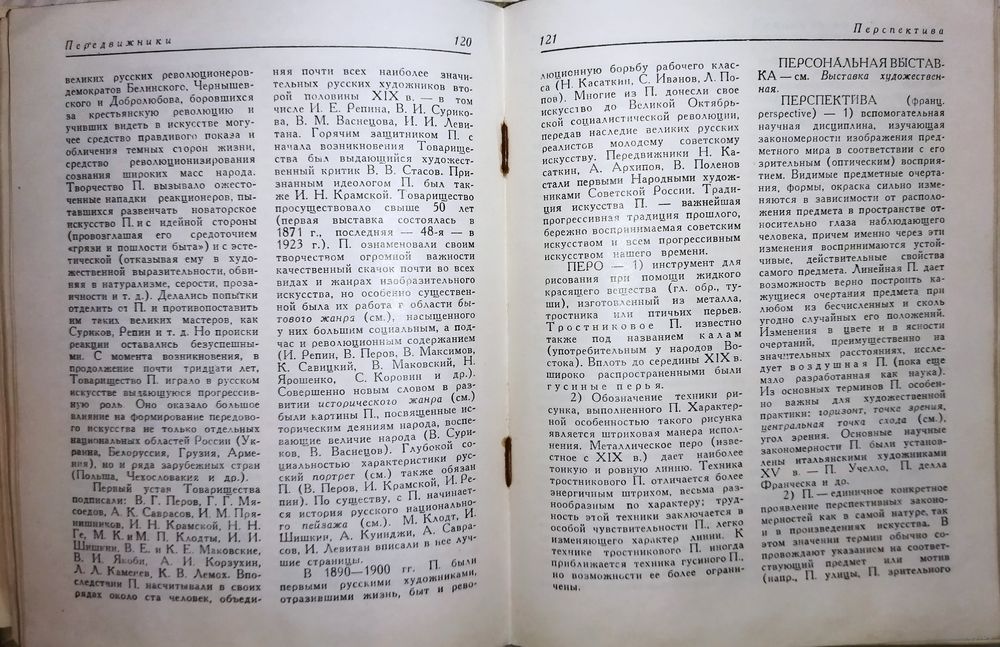 Передвижники
120
великих русских революционеров-
демократов Белинского. Чернышев-
ского и Добролюбова, боровшихся
за крестьянскую революцию и
учивших видеть в искусстве могу-
чее средство правдивого показа и
обличения темных сторон жизни,
средство революционизирования
сознания широких масс народа.
Творчество П. вызывало ожесто-
ченные нападки реакционеров, пы-
тавшихся развенчать новаторское
искусство П. и с идейной стороны
(провозглашая его средоточием
«грязи и пошлости быта») и с эсте-
тической (отказывая ему в худо-
жественной выразительности, обви-
няя в натурализме, серости, проза-
ичности и т. д.). Делались попытки
отделить от П. и противопоставить
им таких великих мастеров, как
Суриков, Репин и т. д. Но происки
реакции оставались безуспешны-
ми. С момента возникновения, в
продолжение почти тридцати лет,
Товарищество П. играло в русском
искусстве выдающуюся прогрессив-
ную роль. Оно оказало большое
влияние на формирование передово-
го искусства не только отдельных
национальных областей России (Ук-
раина, Белоруссия, Грузия, Арме-
ния), но и ряда зарубежных стран
(Польша, Чехословакия и др.).
Первый устав Товарищества
подписали: В. Г. Перов, Г. Г. Мя-
соедов, А. К. Саврасов, И. М. Пря-
нишников, И. Н. Крамской, Н. Н.
Ге, М. К. и М. П. Клодты, И. И.
Шишкин, В. Е. и К. Е. Маковские,
В. И. Якоби, А. И. Корзухин,
Л. Л. Каменев, К. В. Лемох. Впо-
следствии П. насчитывали в своих
рядах около ста человек, объеди-
няя почти всех наиболее значи-
тельных русских художников вто-
рой половины XIX в. — в том
числе И. Е. Репина, В. И. Сурико-
ва, В. М. Васнецова, И. И. Леви-
тана. Горячим защитником П. с
начала возникновения Товарище-
ства был выдающийся художест-
венный критик В. В. Стасов. При-
знанным идеологом П. был так-
же И. Н. Крамской. Товарищество
просуществовало свыше 50 лет
(первая выставка состоялась в
1871 г., последняя — 48-я — в
1923 г.). П. ознаменовали своим
творчеством огромной важности
качественный скачок почти во всех
видах и жанрах изобразительного
искусства, но особенно существен-
ной была их работа в области бы-
тового жанра (см.), насыщенного
у них большим социальным, а под-
час и революционным содержанием
(И. Репин, В. Перов, В. Максимов,
К. Савицкий, В. Маковский, Н.
Ярошенко, С. Коровин и др.).
Совершенно новым словом в раз-
витии исторического жанра (см.)
были картины П., посвященные ис-
торическим деяниям народа, воспе-
вающие величие народа (В. Сури-
ков, В. Васнецов). Глубокой со-
циальностью характеристики рус-
ский портрет (см.) также обязан
П. (В. Перов, И. Крамской, И. Ре-
пин). По существу, с П. начинает-
ся история русского национально-
го пейзажа (см.). М. Клодт, И.
Шишкин, А. Куинджи, А. Савра-
сов, И. Левитан вписали в нее луч-
шие страницы.
В 1890—1900 гг. П. были
первыми русскими художниками,
отразившими жизнь, быт и рево-
121
Перспектива
люционную борьбу рабочего клас-
са (Н. Касаткин, С. Иванов, Л. По-
пов). Многие из П. донесли свое
искусство до Великой Октябрь-
ской социалистической революции,
передав наследие великих русских
реалистов молодому советскому
искусству. Передвижники Н. Ка-
саткин, А. Архипов, В. Поленов
стали первыми Народными худож-
никами Советской России. Тради-
ция искусства П. — важнейшая
прогрессивная традиция прошлого,
бережно воспринимаемая советским
искусством и всем прогрессивным
искусством нашего времени.
ПЕРО — 1) инструмент для
рисования при помощи жидкого
красящего вещества (гл. обр., ту-
ши), изготовленный из металла,
тростника или птичьих перьев.
Тростниковое П. известно
также под названием калам
(употребительным у народов Во-
стока). Вплоть до середины XIX в.
широко распространенными были
гусиные перья.
2) Обозначение техники ри-
сунка, выполненного П. Характер-
ной особенностью такого рисунка
является штриховая манера испол-
нения. Металлическое перо (изве-
стное с XIX в.) дает наиболее
тонкую и ровную линию. Техника
тростникового П. отличается более
энергичным штрихом, весьма раз-
нообразным по характеру; труд-
ность этой техники заключается в
особой чувствительности П., легко
изменяющего характер линии. К
технике тростникового П. иногда
приближается техника гусиного П.,
но возможности ее более ограни-
чены.
ПЕРСОНАЛЬНАЯ ВЫСТАВ-
КА — см. Выставка художествен-
ная.
ПЕРСПЕКТИВА (франц.
perspective) — 1) вспомогательная
научная дисциплина, изучающая
закономерности изображения пред-
метного мира в соответствии с его
зрительным (оптическим) восприя-
тием. Видимые предметные очерта-
ния, формы, окраска сильно изме-
няются в зависимости от располо-
жения предмета в пространстве от-
носительно глаза наблюдающего
человека, причем именно через эти
изменения воспринимаются устой-
чивые, действительные свойства
самого предмета. Линейная П. дает
возможность верно построить ка-
жущиеся очертания предмета при
любом из бесчисленных и сколь
угодно случайных его положений.
Изменения в цвете и в ясности
очертаний, преимущественно на
значительных расстояниях, иссле-
дует воздушная П. (пока еще
мало разработанная как наука).
Из основных терминов П. особен-
но важны для художественной
практики: горизонт, точка зрения,
центральная точка схода (см.),
угол зрения. Основные научные
закономерности П. были установ-
лены итальянскими художниками
XV в. — П. Учелло, П. делла
Франческа и др.
2) П. — единичное конкретное
проявление перспективных законо-
мерностей как в самой натуре, так
и в произведениях искусства. В
этом значении термин обычно со-
провождают указанием на соответ-
ствующий предмет или мотив
(напр., П. улицы, П. зрительного